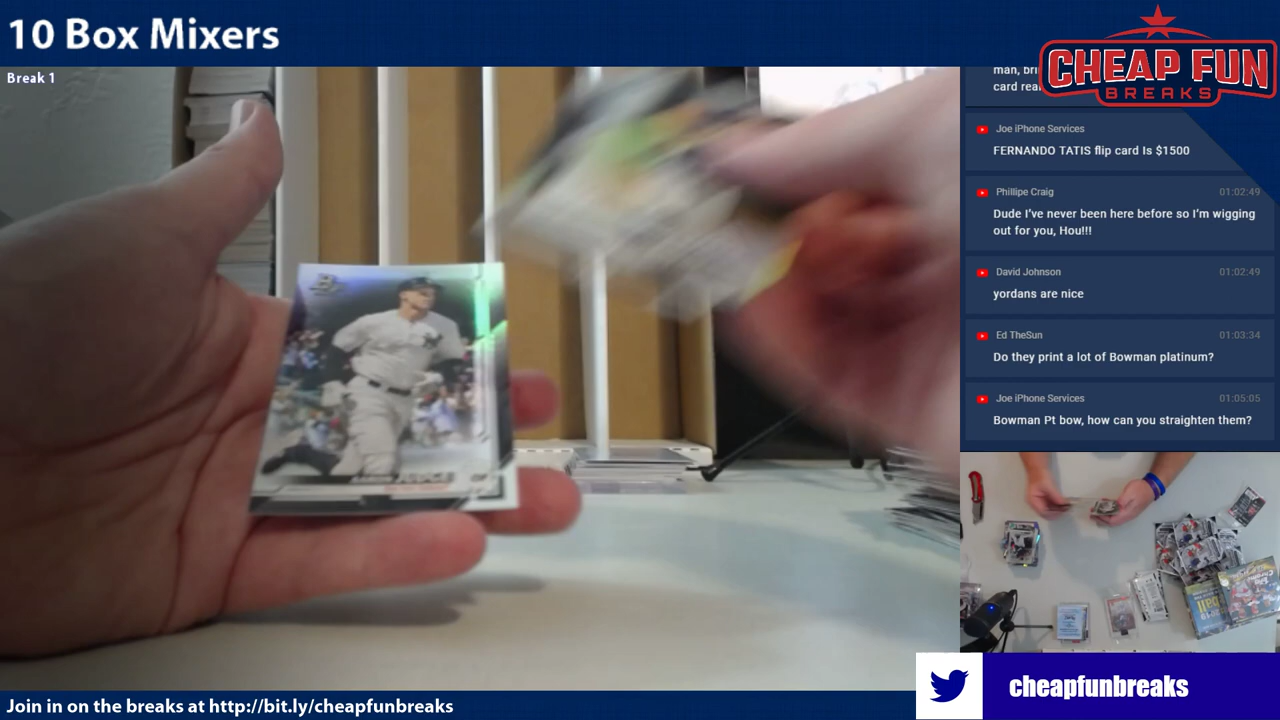 10 Box Mixers
Break 1
CHEAP FUN
BREAKS
man, bri
card rea
Joe iPhone Services
FERNANDO TATIS flip card Is $1500
Phillipe Craig 01:02:49
Dude I've never been here before so I'm wigging
out for you, Hou!!!
David Johnson 01:02:49
yordans are nice
Ed TheSun 01:03:34
Do they print a lot of Bowman platinum?
Joe iPhone Services 01:05:05
Bowman Pt bow, how can you straighten them?
cheapfunbreaks
Join in on the breaks at http://bit.ly/cheapfunbreaks